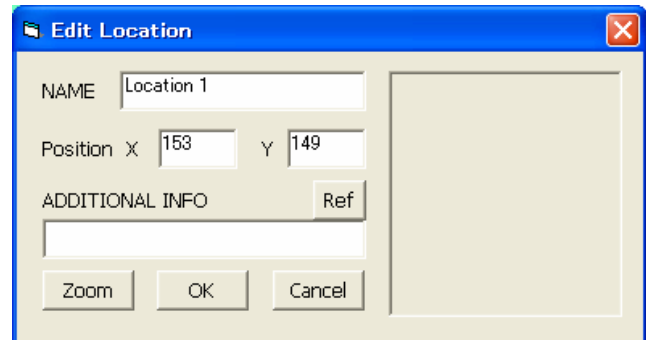 Edit Location
NAME Location 1
Position X 153 Y 149
ADDITIONAL INFO Ref
Zoom OK Cancel